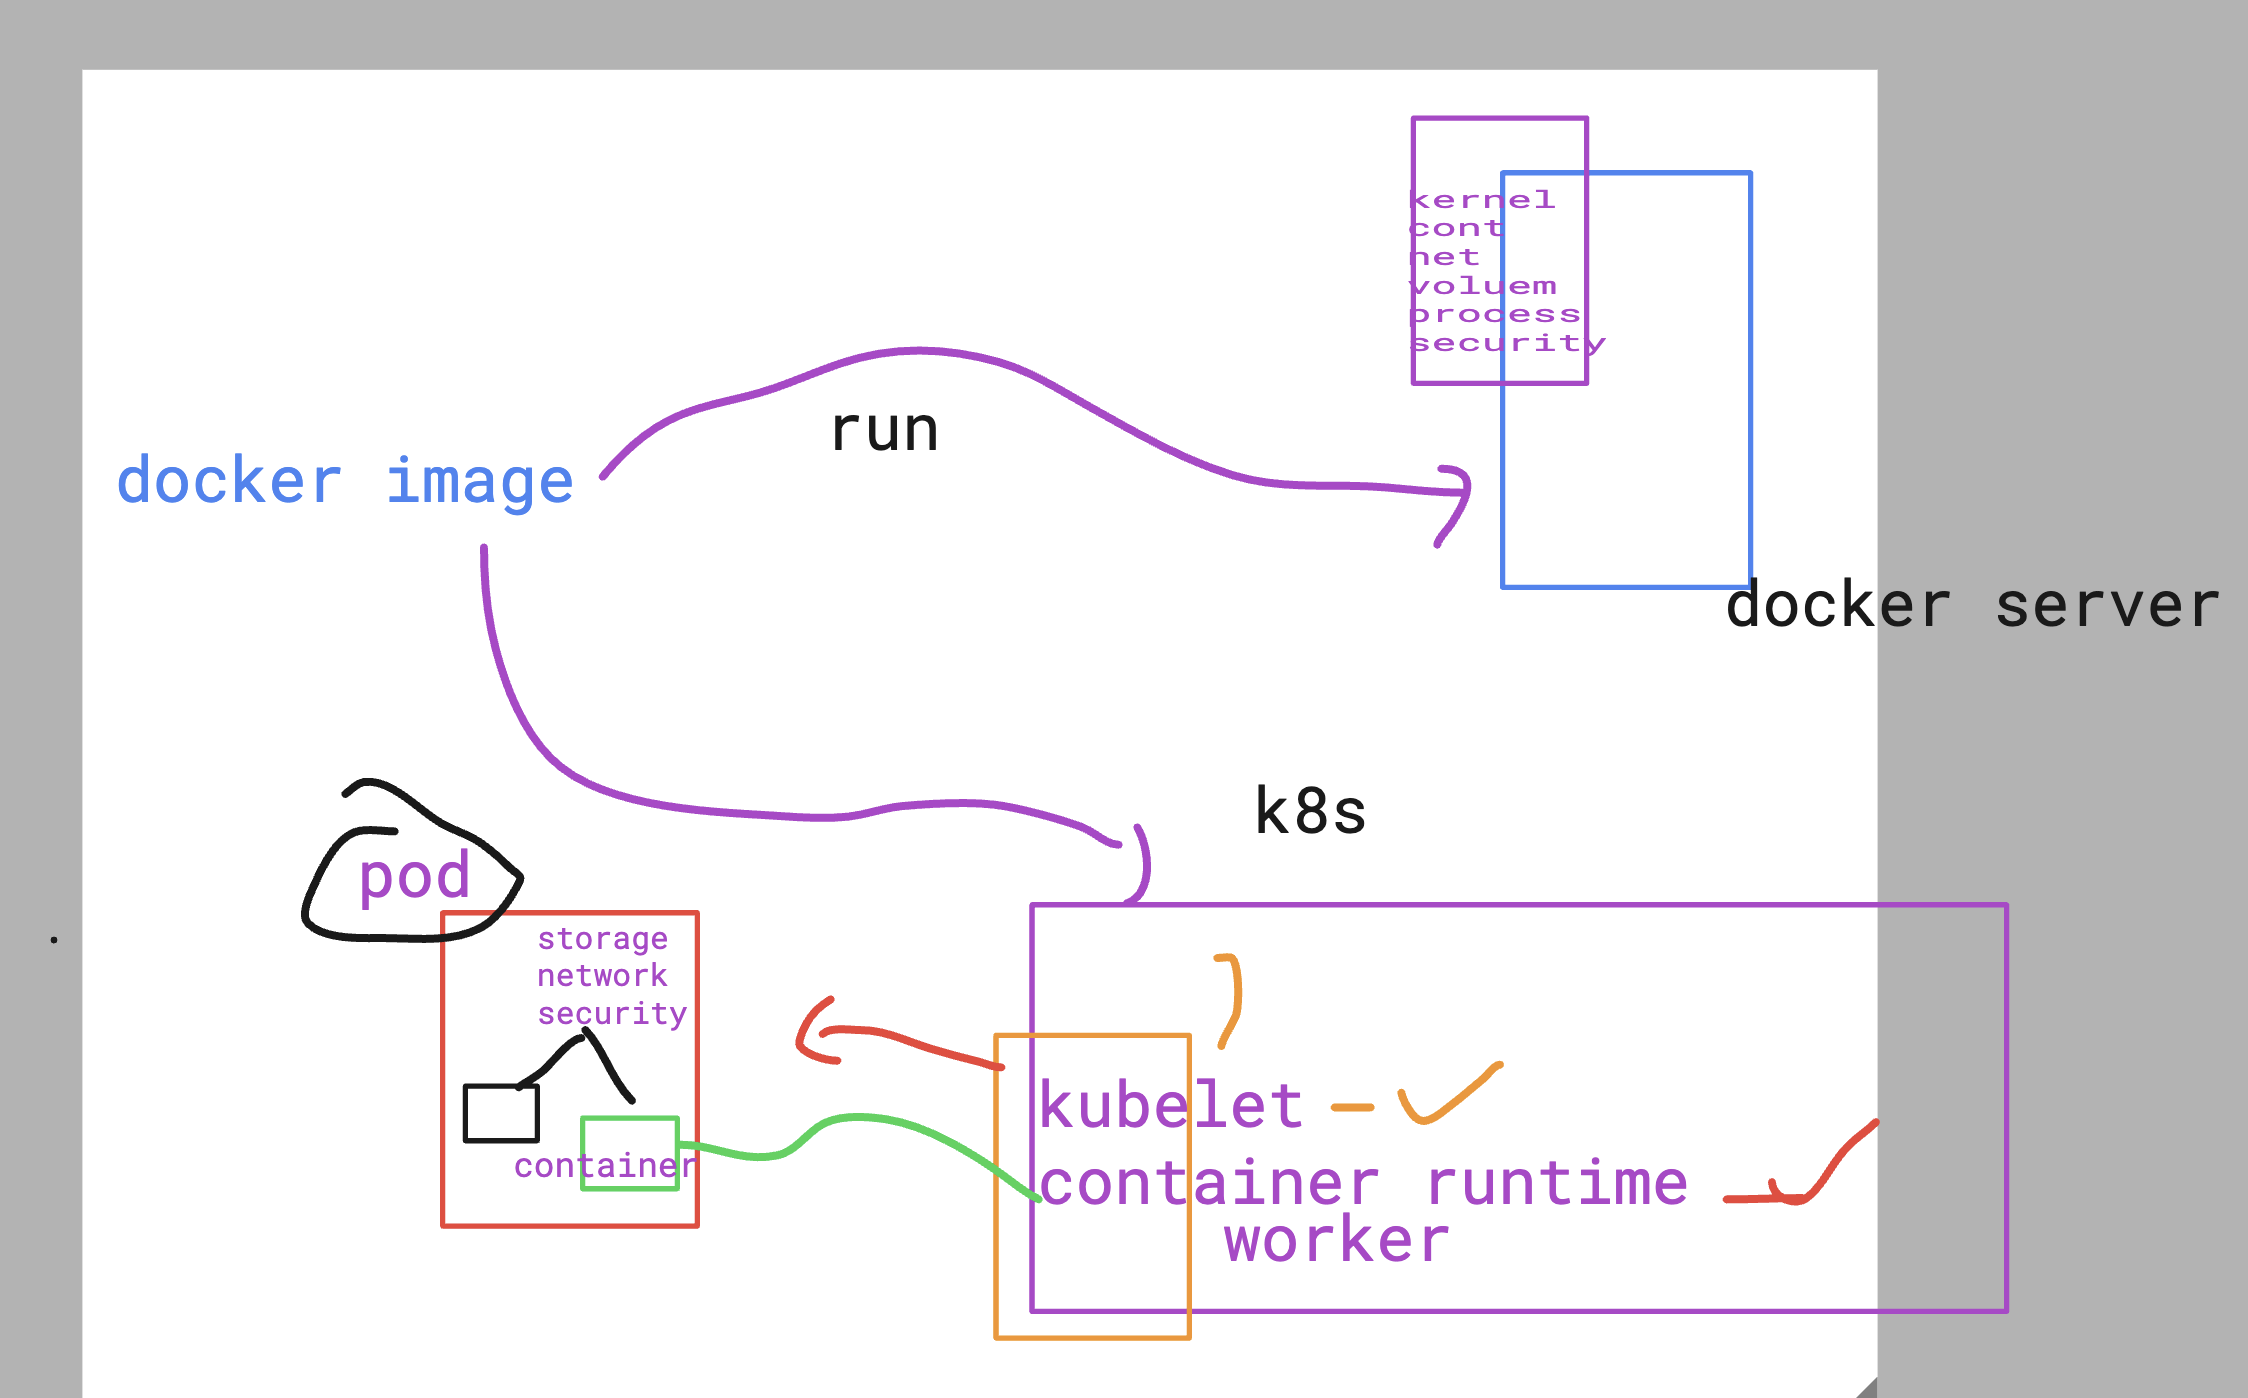 kernel
cont
net
voluem
process
security
run
docker image
docker server
k8s
pod
storage
network
security
container
kubelet
container runtime
worker